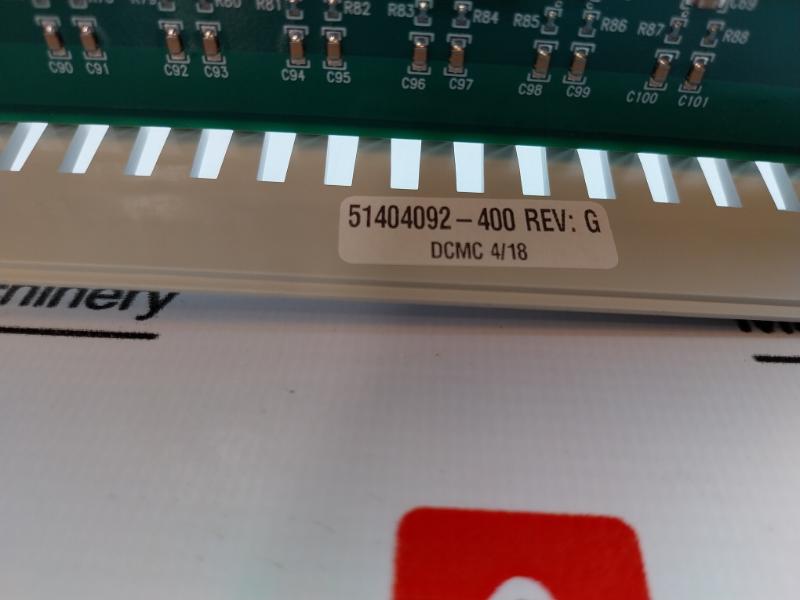 R81 R82 R83 R84 R85 R86 R87 R88
C90 C91 C92 C93 C94 C95 C96 C97 C98 C99 C100 C101
51404092-400 REV: G
DCMC 4/18